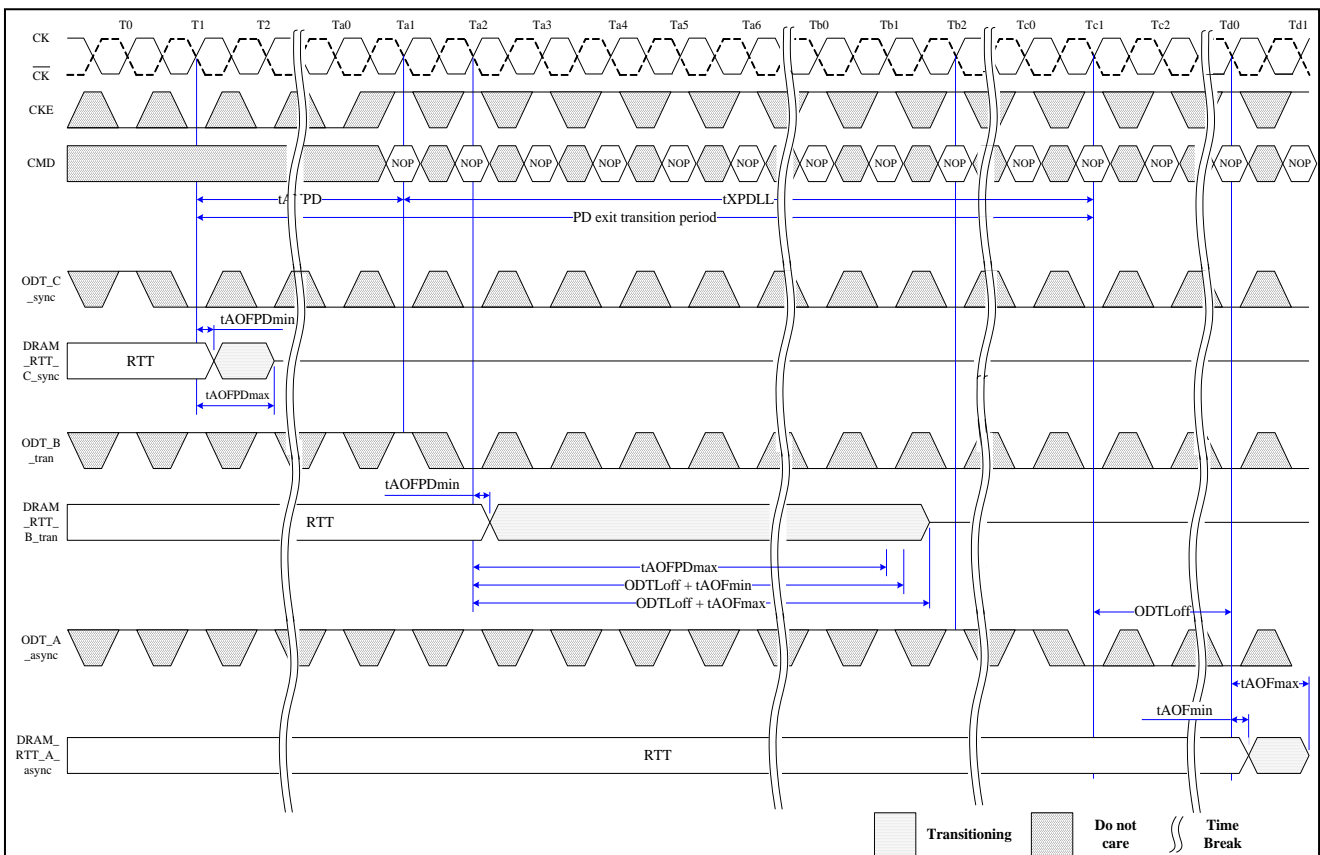 T0 T1 T2 Ta0 Ta1 Ta2 Ta3 Ta4 Ta5 Ta6 Tb0 Tb1 Tb2 Tc0 Tc1 Tc2 Td0 Td1
CK
CK
CKE
CMD
NOP NOP NOP NOP NOP NOP NOP NOP NOP NOP NOP NOP NOP NOP
tXPDLL
PD exit transition period
ODT_C
_sync
tAOFPDmin
DRAM
_RTT_
C_sync
RTT
tAOFPDmax
ODT_B
_tran
tAOFPDmin
DRAM
_RTT_
B_tran
RTT
tAOFPDmax
ODTLoff + tAOFmin
ODTLoff + tAOFmax
ODTLoff
ODT_A
_async
tAOFmax
tAOFmin
DRAM_
RTT_A_
async
RTT
Transitioning
Do not
care
Time
Break